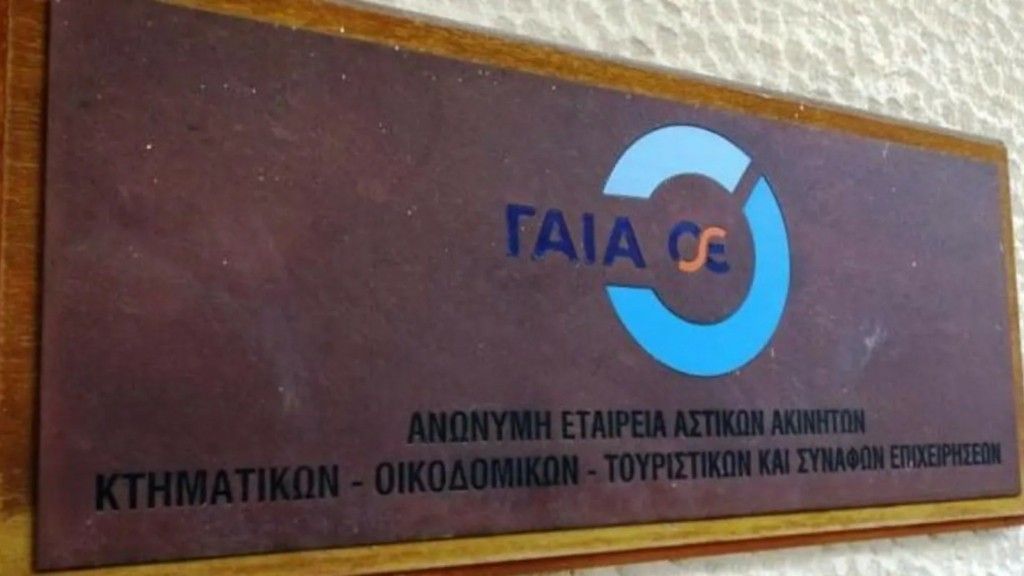 ΓΑΙΑ ΟΣΕ
ΑΝΩΝΥΜΗ ΕΤΑΙΡΕΙΑ ΑΣΤΙΚΩΝ ΑΚΙΝΗΤΩΝ
ΚΤΗΜΑΤΙΚΩΝ - ΟΙΚΟΔΟΜΙΚΩΝ - ΤΟΥΡΙΣΤΙΚΩΝ ΚΑΙ ΣΥΝΑΦΩΝ ΕΠΙΧΕΙΡΗΣΕΩΝ